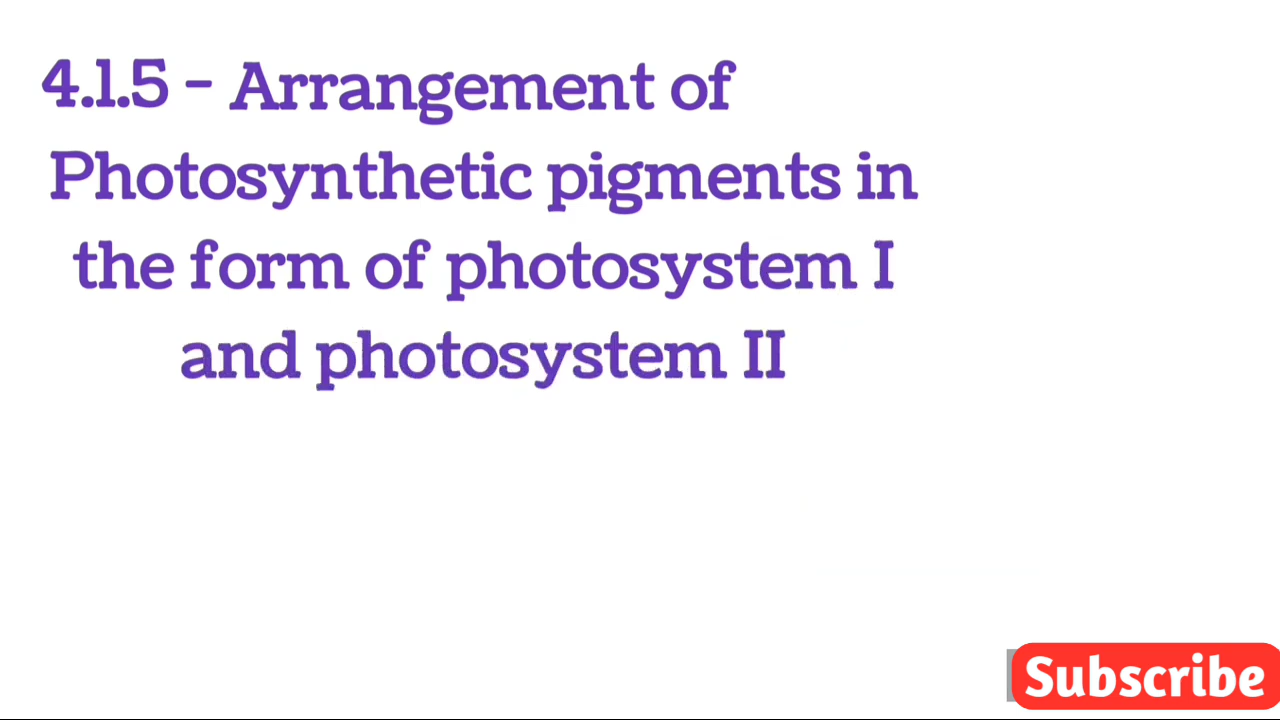 4.1.5 - Arrangement of
Photosynthetic pigments in
the form of photosystem I
and photosystem II
Subscribe